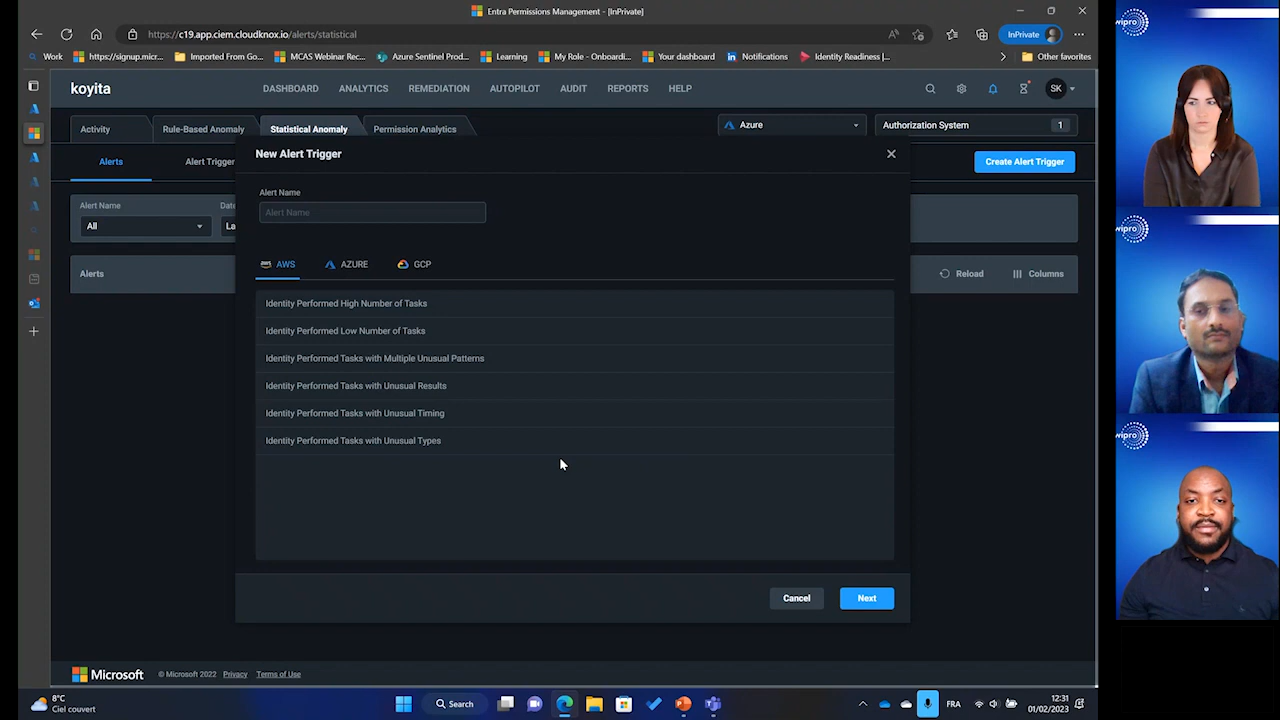 Entra Permissions Management - [InPrivate]
https://c19.app.ciem.cloudknox.io/alerts/statistical
InPrivate
Work
https://signup.micr...
Imported From Go...
MCAS Webinar Rec...
Azure Sentinel Prod...
Learning
My Role - Onboardi...
Your dashboard
Notifications
Identity Readiness |...
Other favorites
koyita
DASHBOARD
ANALYTICS
REMEDIATION
AUTOPILOT
AUDIT
REPORTS
HELP
SK
Activity
Rule-Based Anomaly
Statistical Anomaly
Permission Analytics
Azure
Authorization System
1
Alerts
Alert Trigger
New Alert Trigger
Create Alert Trigger
Alert Name
All
Date
La
Alert Name
Alert Name
aws
AWS
AZURE
GCP
Alerts
Reload
Columns
Identity Performed High Number of Tasks
Identity Performed Low Number of Tasks
Identity Performed Tasks with Multiple Unusual Patterns
Identity Performed Tasks with Unusual Results
Identity Performed Tasks with Unusual Timing
Identity Performed Tasks with Unusual Types
Cancel
Next
Microsoft
© Microsoft 2022
Privacy
Terms of Use
8°C
Ciel couvert
Search
FRA
12:31
01/02/2023
wipro
wipro
wipro